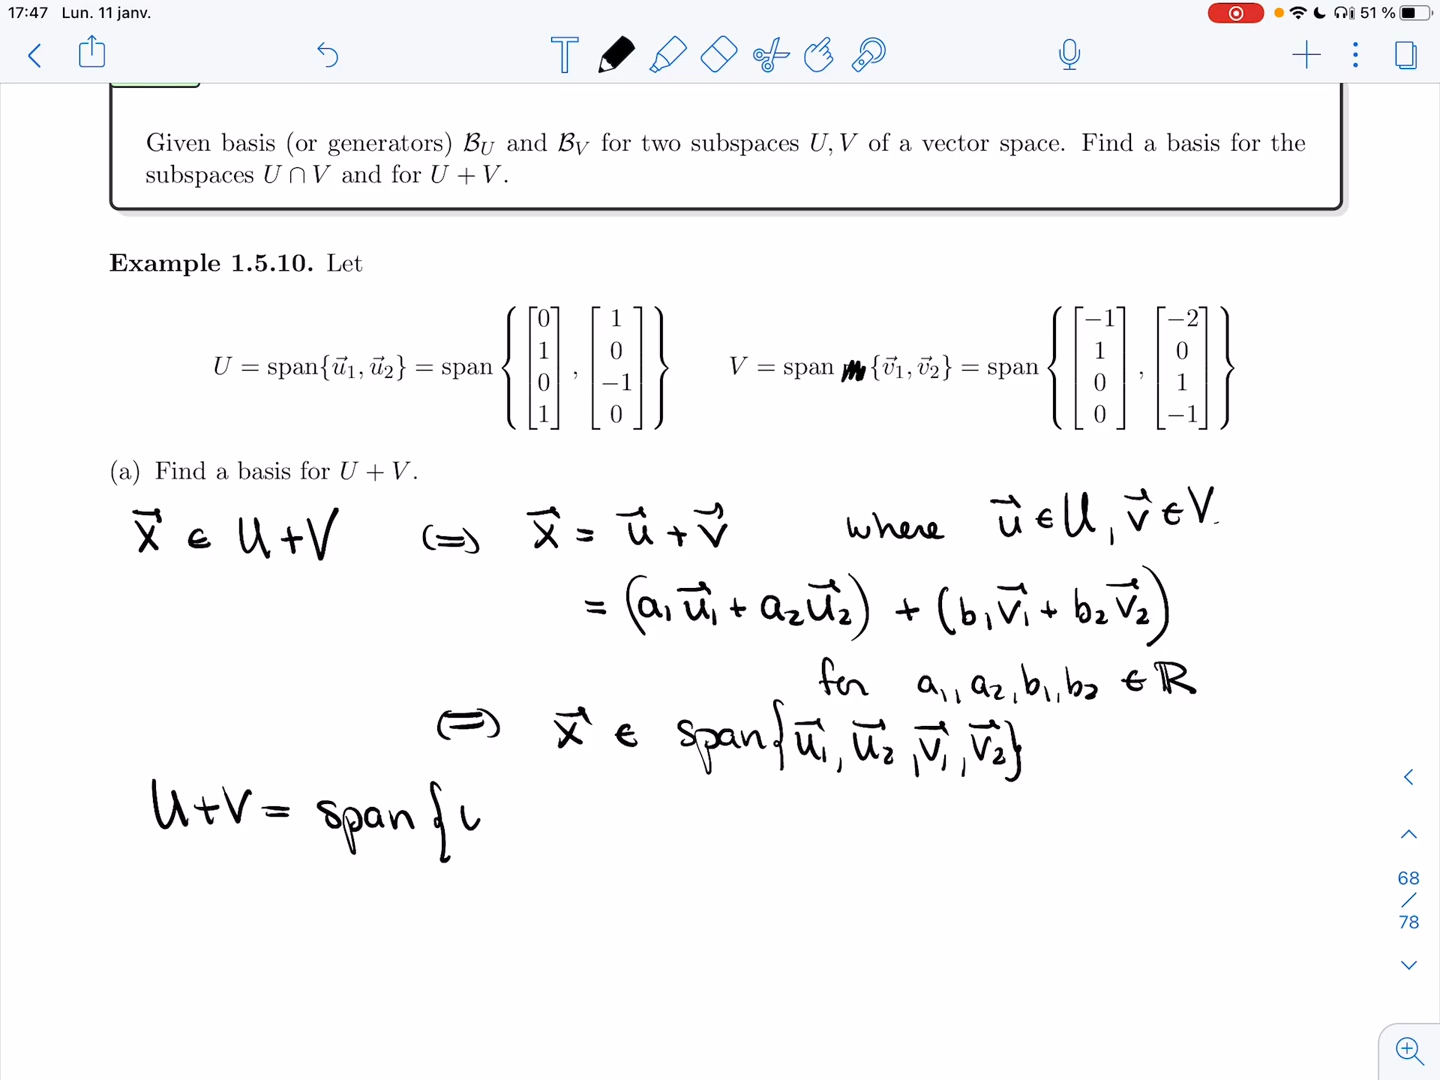 17:47 Lun. 11 janv. 51 %
T
Given basis (or generators) 𝓑_U and 𝓑_V for two subspaces U, V of a vector space. Find a basis for the
subspaces U ∩ V and for U + V.
Example 1.5.10. Let
U = span{u⃗₁, u⃗₂} = span { [0 1 0 1], [1 0 −1 0] } V = span {v⃗₁, v⃗₂} = span { [−1 1 0 0], [−2 0 1 −1] }
(a) Find a basis for U + V.
x⃗ ∈ U+V (=) x⃗ = u⃗ + v⃗ where u⃗ ∈ U, v⃗ ∈ V.
= (a₁u⃗₁ + a₂u⃗₂) + (b₁v⃗₁ + b₂v⃗₂)
for a₁, a₂, b₁, b₂ ∈ ℝ
(=) x⃗ ∈ span{u⃗₁, u⃗₂, v⃗₁, v⃗₂}
U+V = span {u
68
/
78